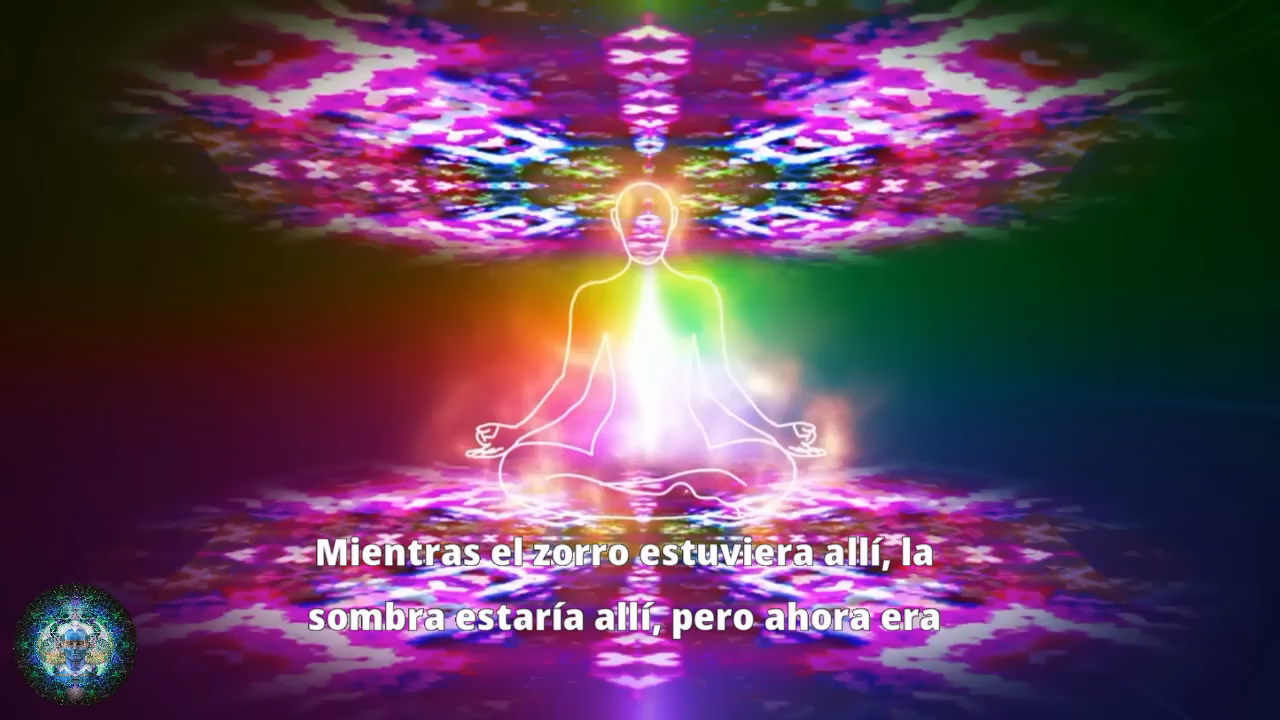 Mientras el zorro estuviera allí, la
sombra estaría allí, pero ahora era